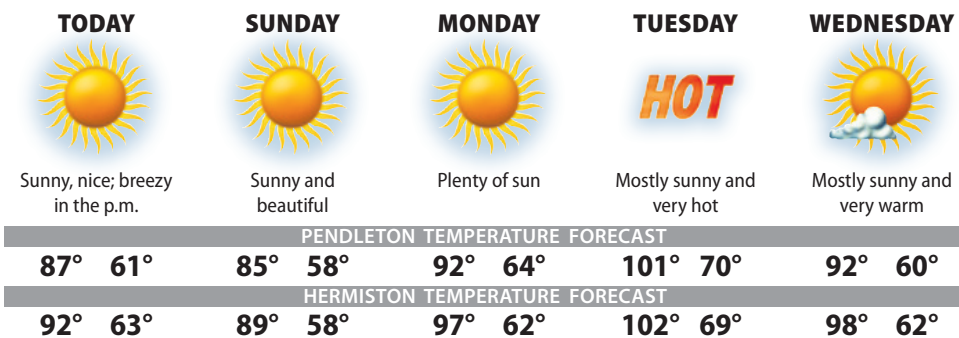 TODAY SUNDAY MONDAY TUESDAY WEDNESDAY
HOT
Sunny, nice; breezy in the p.m.
Sunny and beautiful
Plenty of sun
Mostly sunny and very hot
Mostly sunny and very warm
PENDLETON TEMPERATURE FORECAST
87° 61° 85° 58° 92° 64° 101° 70° 92° 60°
HERMISTON TEMPERATURE FORECAST
92° 63° 89° 58° 97° 62° 102° 69° 98° 62°